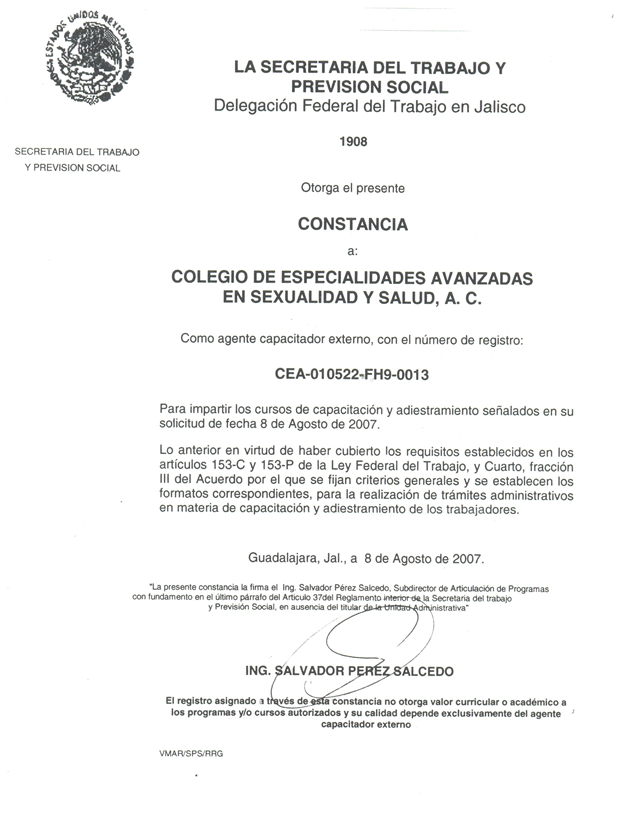 ESTADOS UNIDOS MEXICANOS
LA SECRETARIA DEL TRABAJO Y
PREVISION SOCIAL
Delegación Federal del Trabajo en Jalisco
1908
SECRETARIA DEL TRABAJO
Y PREVISION SOCIAL
Otorga el presente
CONSTANCIA
a:
COLEGIO DE ESPECIALIDADES AVANZADAS
EN SEXUALIDAD Y SALUD, A. C.
Como agente capacitador externo, con el número de registro:
CEA-010522-FH9-0013
Para impartir los cursos de capacitación y adiestramiento señalados en su
solicitud de fecha 8 de Agosto de 2007.
Lo anterior en virtud de haber cubierto los requisitos establecidos en los
artículos 153-C y 153-P de la Ley Federal del Trabajo, y Cuarto, fracción
III del Acuerdo por el que se fijan criterios generales y se establecen los
formatos correspondientes, para la realización de trámites administrativos
en materia de capacitación y adiestramiento de los trabajadores.
Guadalajara, Jal., a 8 de Agosto de 2007.
"La presente constancia la firma el Ing. Salvador Pérez Salcedo, Subdirector de Articulación de Programas
con fundamento en el último párrafo del Articulo 37del Reglamento interior de la Secretaria del trabajo
y Previsión Social, en ausencia del titular de la Unidad Administrativa"
ING. SALVADOR PEREZ SALCEDO
El registro asignado a través de esta constancia no otorga valor curricular o académico a
los programas y/o cursos autorizados y su calidad depende exclusivamente del agente
capacitador externo
VMAR/SPS/RRG